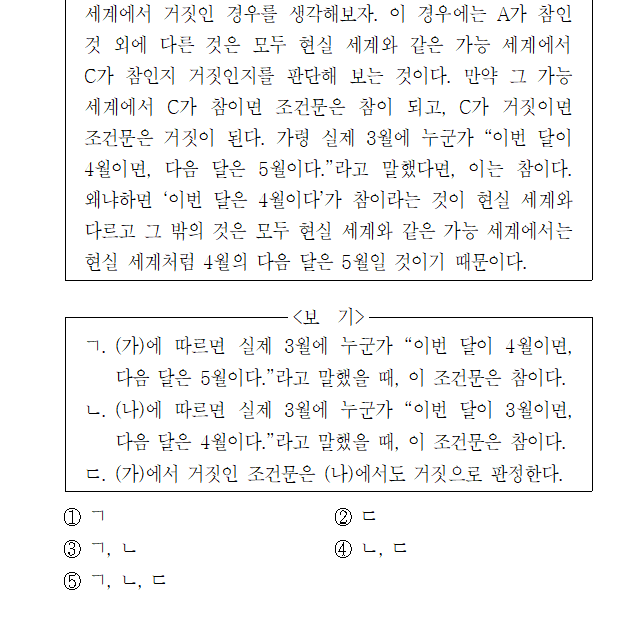 세계에서 거짓인 경우를 생각해보자. 이 경우에는 A가 참인
것 외에 다른 것은 모두 현실 세계와 같은 가능 세계에서
C가 참인지 거짓인지를 판단해 보는 것이다. 만약 그 가능
세계에서 C가 참이면 조건문은 참이 되고, C가 거짓이면
조건문은 거짓이 된다. 가령 실제 3월에 누군가 “이번 달이
4월이면, 다음 달은 5월이다.”라고 말했다면, 이는 참이다.
왜냐하면 ‘이번 달은 4월이다’가 참이라는 것이 현실 세계와
다르고 그 밖의 것은 모두 현실 세계와 같은 가능 세계에서는
현실 세계처럼 4월의 다음 달은 5월일 것이기 때문이다.
<보 기>
ㄱ. (가)에 따르면 실제 3월에 누군가 “이번 달이 4월이면,
다음 달은 5월이다.”라고 말했을 때, 이 조건문은 참이다.
ㄴ. (나)에 따르면 실제 3월에 누군가 “이번 달이 3월이면,
다음 달은 4월이다.”라고 말했을 때, 이 조건문은 참이다.
ㄷ. (가)에서 거짓인 조건문은 (나)에서도 거짓으로 판정한다.
① ㄱ ② ㄷ
③ ㄱ, ㄴ ④ ㄴ, ㄷ
⑤ ㄱ, ㄴ, ㄷ